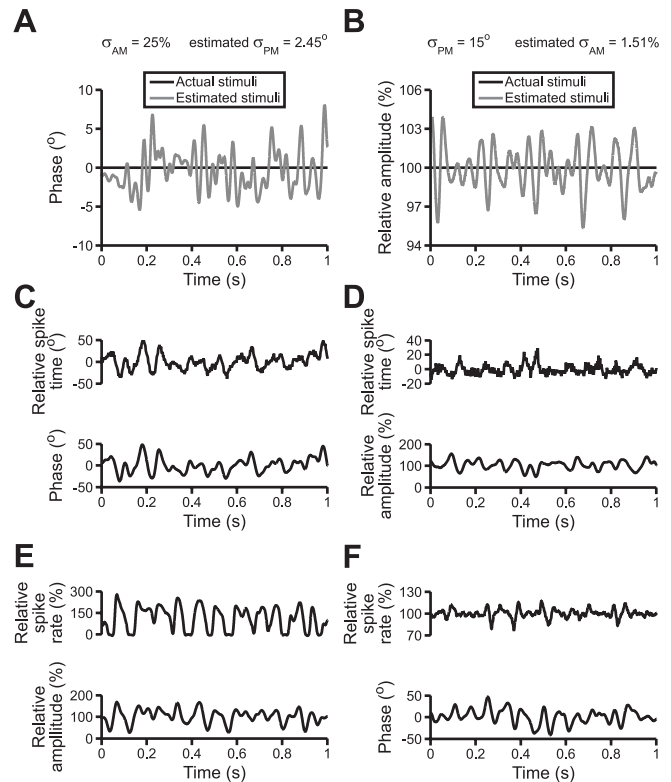 A
σAM = 25% estimated σPM = 2.45o
Actual stimuli
Estimated stimuli
Phase (o)
10
5
0
-5
-10
0 0.2 0.4 0.6 0.8 1
Time (s)
B
σPM = 15o estimated σAM = 1.51%
Actual stimuli
Estimated stimuli
Relative amplitude (%)
106
103
100
97
94
0 0.2 0.4 0.6 0.8 1
Time (s)
C
Relative spike
time (o)
50
0
-50
Phase (o)
50
0
-50
0 0.2 0.4 0.6 0.8 1
Time (s)
D
Relative spike
time (o)
40
20
0
-20
Relative
amplitude (%)
200
100
0
0 0.2 0.4 0.6 0.8 1
Time (s)
E
Relative
spike
rate (%)
300
150
0
Relative
ampllitude (%)
200
100
0
0 0.2 0.4 0.6 0.8 1
Time (s)
F
Relative
spike
rate (%)
130
100
70
Phase (o)
50
0
-50
0 0.2 0.4 0.6 0.8 1
Time (s)